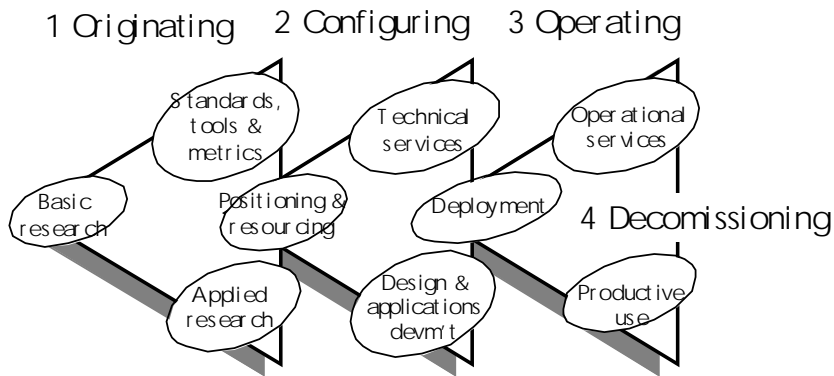 1 Originating
2 Configuring
3 Operating
Standards,
tools &
metrics
Technical
services
Operational
services
Basic
research
Positioning &
resourcing
Deployment
4 Decomissioning
Applied
research
Design &
applications
devm't
Productive
use